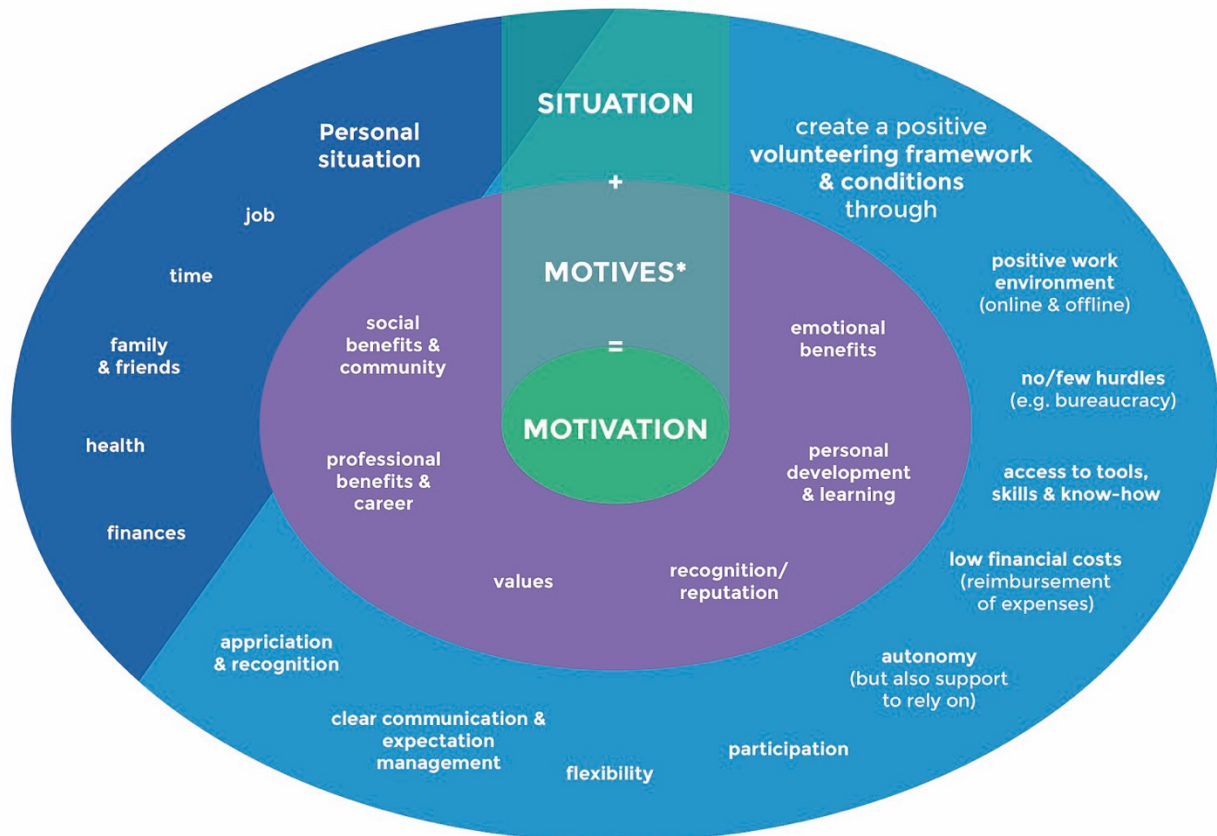 SITUATION
+
MOTIVES*
=
MOTIVATION
Personal
situation
job
time
family
& friends
health
finances
create a positive
volunteering framework
& conditions
through
positive work
environment
(online & offline)
no/few hurdles
(e.g. bureaucracy)
access to tools,
skills & know-how
low financial costs
(reimbursement
of expenses)
autonomy
(but also support
to rely on)
participation
flexibility
clear communication &
expectation
management
appriciation
& recognition
social
benefits &
community
emotional
benefits
professional
benefits &
career
personal
development
& learning
values
recognition/
reputation